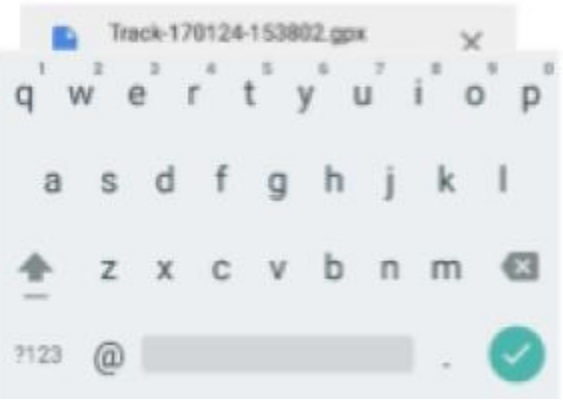 Track-170124-153802.gpx
1 2 3 4 5 6 7 8 9 0
q w e r t y u i o p
a s d f g h j k l
z x c v b n m
?123 @ .